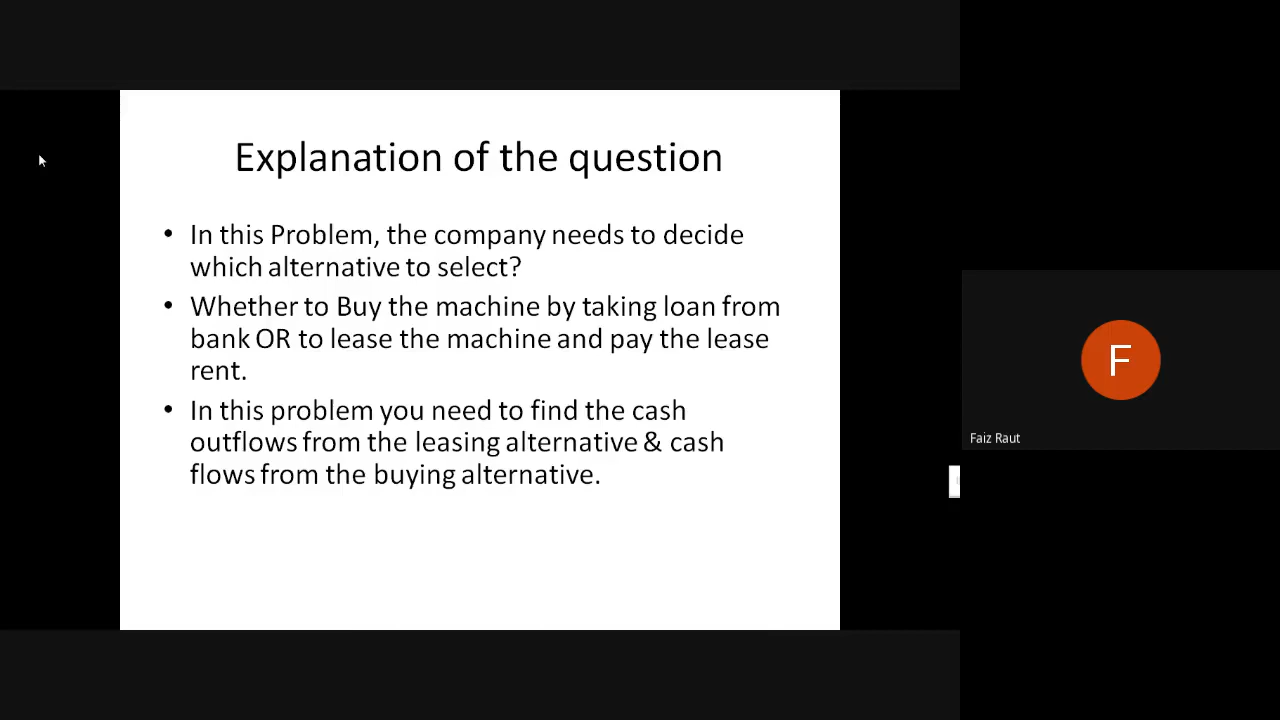 Explanation of the question
• In this Problem, the company needs to decide
which alternative to select?
• Whether to Buy the machine by taking loan from
bank OR to lease the machine and pay the lease
rent.
• In this problem you need to find the cash
outflows from the leasing alternative & cash
flows from the buying alternative.
F
Faiz Raut